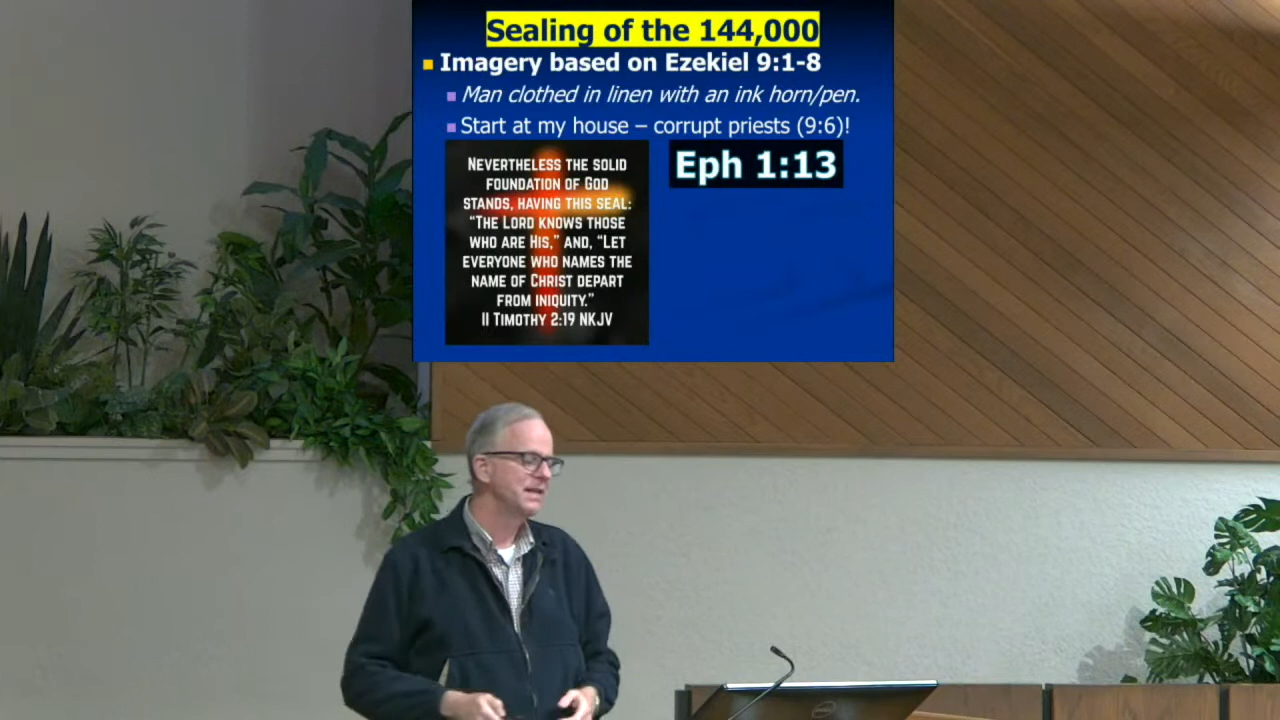 Sealing of the 144,000
Imagery based on Ezekiel 9:1-8
Man clothed in linen with an ink horn/pen.
Start at my house – corrupt priests (9:6)!
Eph 1:13
NEVERTHELESS THE SOLID
FOUNDATION OF GOD
STANDS, HAVING THIS SEAL:
“THE LORD KNOWS THOSE
WHO ARE HIS,” AND, “LET
EVERYONE WHO NAMES THE
NAME OF CHRIST DEPART
FROM INIQUITY.”
II TIMOTHY 2:19 NKJV
DELL